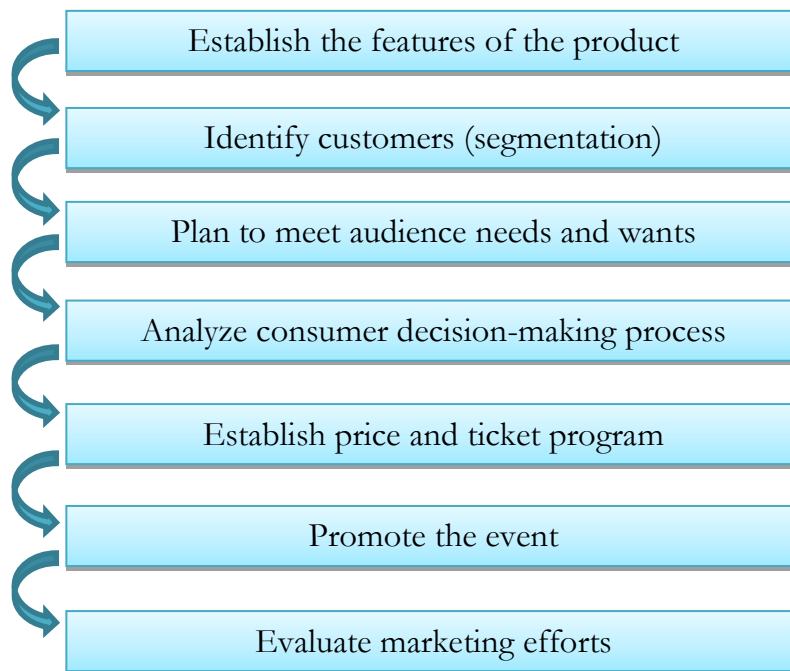 Establish the features of the product
Identify customers (segmentation)
Plan to meet audience needs and wants
Analyze consumer decision-making process
Establish price and ticket program
Promote the event
Evaluate marketing efforts